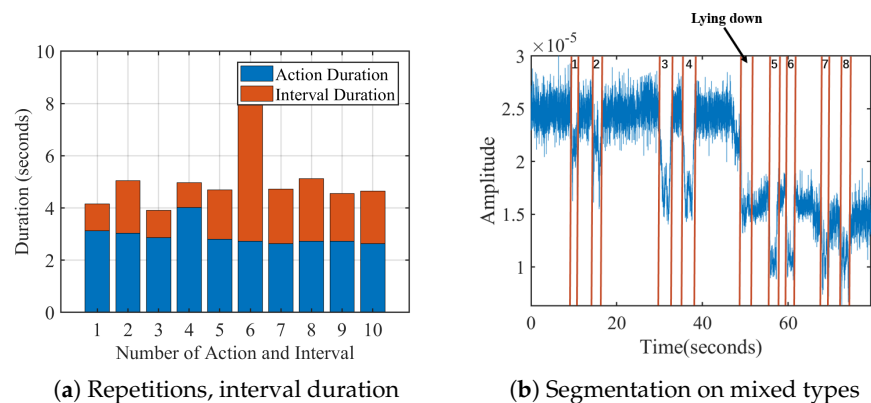 10
8
6
4
2
0
Duration (seconds)
Action Duration
Interval Duration
1 2 3 4 5 6 7 8 9 10
Number of Action and Interval
(a) Repetitions, interval duration
Lying down
×10⁻⁵
3
2.5
2
1.5
1
Amplitude
1 2 3 4 5 6 7 8
0 20 40 60
Time(seconds)
(b) Segmentation on mixed types